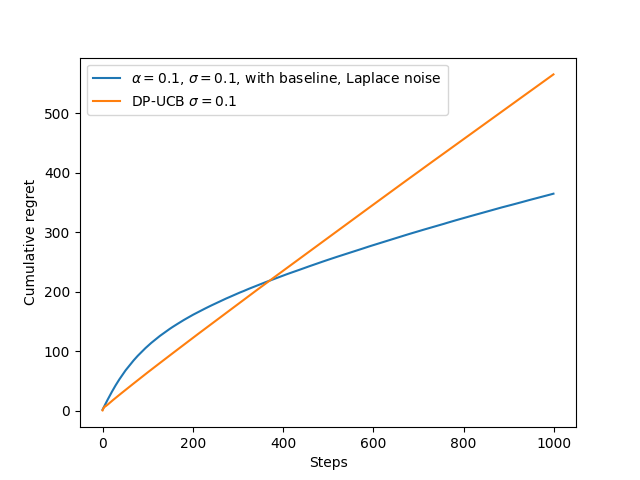 α = 0.1, σ = 0.1, with baseline, Laplace noise
DP-UCB σ = 0.1
Cumulative regret
500
400
300
200
100
0
0 200 400 600 800 1000
Steps